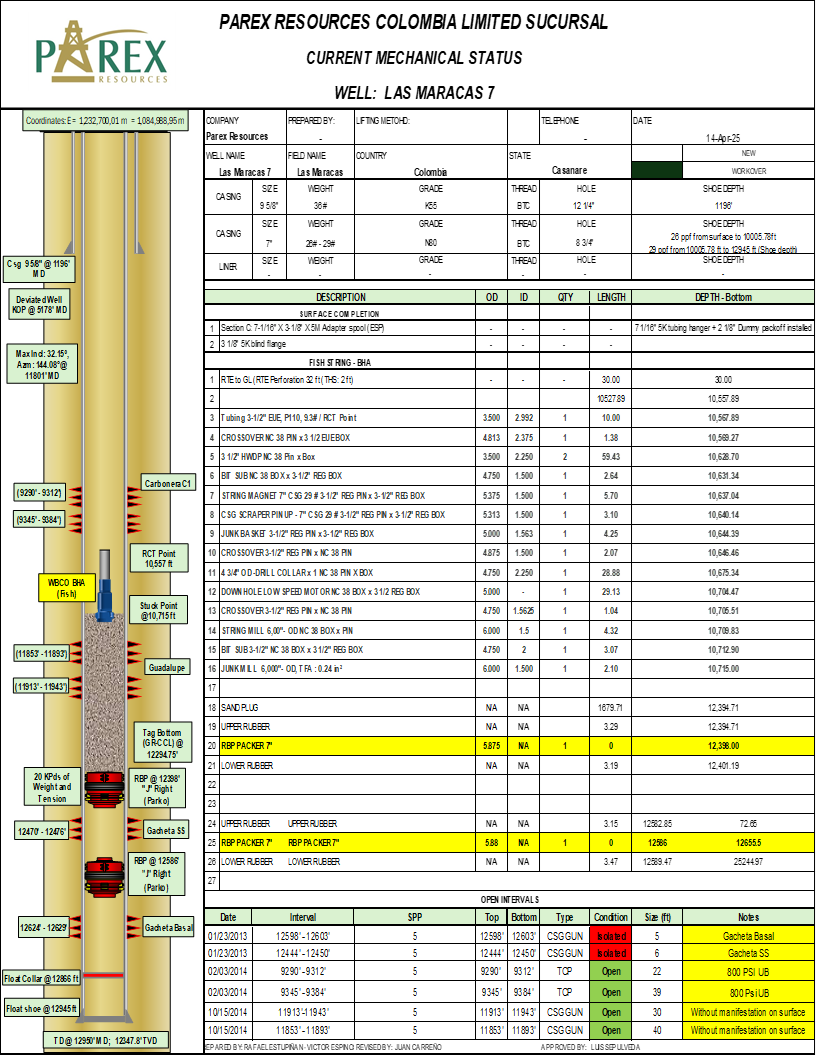 PAREX RESOURCES COLOMBIA LIMITED SUCURSAL
CURRENT MECHANICAL STATUS
WELL: LAS MARACAS 7
PAREX
RESOURCES
Coordinates: E = 1,232,700,01 m = 1,084,988,95 m
Csg 9 5/8" @ 1196' MD
Deviated Well KOP @ 5178' MD
Max Incl: 32.15º, Azm: 144.08º @ 11801' MD
Carbonera C1
(9290' - 9312')
(9345' - 9384')
RCT Point 10,557 ft
WBCO BHA (Fish)
Stuck Point @10,715 ft
(11853' - 11893')
Guadalupe
(11913' - 11943')
Tag Bottom (GR-CCL) @ 12294.75'
20 KPds of Weight and Tension
RBP @ 12398' "J" Right (Parko)
12470' - 12476'
Gacheta SS
RBP @ 12586' "J" Right (Parko)
12624' - 12629'
Gacheta Basal
Float Collar @ 12866 ft
Float shoe @ 12945 ft
TD @ 12950' MD; 12347.8' TVD
COMPANY PREPARED BY: LIFTING METOHD: TELEPHONE DATE
Parex Resources - - 14-Apr-25
WELL NAME FIELD NAME COUNTRY STATE NEW
Las Maracas 7 Las Maracas Colombia Casanare WORKOVER
CASING SIZE WEIGHT GRADE THREAD HOLE SHOE DEPTH
9 5/8" 36# K55 BTC 12 1/4" 1196'
CASING SIZE WEIGHT GRADE THREAD HOLE SHOE DEPTH
7" 26# - 29# N80 BTC 8 3/4" 26 ppf from surface to 10005.78ft
29 ppf from 10005.78 ft to 12945 ft (Shoe depth)
LINER SIZE WEIGHT GRADE THREAD HOLE SHOE DEPTH
- - - - - -
DESCRIPTION OD ID QTY LENGTH DEPTH - Bottom
SURFACE COMPLETION
1 Section C: 7-1/16" X 3-1/8" X 5M Adapter spool (ESP) - - - - 7 1/16" 5K tubing hanger + 2 1/8" Dummy packoff installed
2 3 1/8" 5K blind flange - - - -
FISH STRING - BHA
1 RTE to GL (RTE Perforation 32 ft (THS: 2 ft) - - - 30.00 30.00
2 10527.89 10,557.89
3 Tubing 3-1/2" EUE, P110, 9.3# / RCT Point 3.500 2.992 1 10.00 10,567.89
4 CROSSOVER NC 38 PIN x 3 1/2 EUE BOX 4.813 2.375 1 1.38 10,569.27
5 3 1/2" HWDP NC 38 Pin x Box 3.500 2.250 2 59.43 10,628.70
6 BIT SUB NC 38 BOX x 3-1/2" REG BOX 4.750 1.500 1 2.64 10,631.34
7 STRING MAGNET 7" CSG 29 # 3-1/2" REG PIN x 3-1/2" REG BOX 5.375 1.500 1 5.70 10,637.04
8 CSG SCRAPER PIN UP - 7" CSG 29 # 3-1/2" REG PIN x 3-1/2" REG BOX 5.313 1.500 1 3.10 10,640.14
9 JUNK BASKET 3-1/2" REG PIN x 3-1/2" REG BOX 5.000 1.563 1 4.25 10,644.39
10 CROSSOVER 3-1/2" REG PIN x NC 38 PIN 4.875 1.500 1 2.07 10,646.46
11 4 3/4" OD-DRILL COLLAR x 1 NC 38 PIN X BOX 4.750 2.250 1 28.88 10,675.34
12 DOWN HOLE LOW SPEED MOTOR NC 38 BOX x 3 1/2 REG BOX 5.000 - 1 29.13 10,704.47
13 CROSSOVER 3-1/2" REG PIN x NC 38 PIN 4.750 1.5625 1 1.04 10,705.51
14 STRING MILL 6,00"- OD NC 38 BOX x PIN 6.000 1.5 1 4.32 10,709.83
15 BIT SUB 3-1/2" NC 38 BOX x 3 1/2" REG BOX 4.750 2 1 3.07 10,712.90
16 JUNK MILL 6,000"- OD, TFA : 0.24 in² 6.000 1.500 1 2.10 10,715.00
17
18 SAND PLUG N/A N/A 1679.71 12,394.71
19 UPPER RUBBER N/A N/A 3.29 12,394.71
20 RBP PACKER 7" 5.875 N/A 1 0 12,398.00
21 LOWER RUBBER N/A N/A 3.19 12,401.19
22
23
24 UPPER RUBBER UPPER RUBBER N/A N/A 3.15 12582.85 72.65
25 RBP PACKER 7" RBP PACKER 7" 5.88 N/A 1 0 12586 12655.5
26 LOWER RUBBER LOWER RUBBER N/A N/A 3.47 12589.47 25244.97
27
OPEN INTERVALS
Date Interval SPP Top Bottom Type Condition Size (ft) Notes
01/23/2013 12598' - 12603' 5 12598' 12603' CSG GUN Isolated 5 Gacheta Basal
01/23/2013 12444' - 12450' 5 12444' 12450' CSG GUN Isolated 6 Gacheta SS
02/03/2014 9290' - 9312' 5 9290' 9312' TCP Open 22 800 PSI UB
02/03/2014 9345' - 9384' 5 9345' 9384' TCP Open 39 800 Psi UB
10/15/2014 11913'-11943' 5 11913' 11943' CSG GUN Open 30 Without manifestation on surface
10/15/2014 11853' - 11893' 5 11853' 11893' CSG GUN Open 40 Without manifestation on surface
EPARED BY: RAFAEL ESTUPIÑAN - VICTOR ESPINO: REVISED BY: JUAN CARREÑO APPROVED BY: LUIS SEPULVEDA